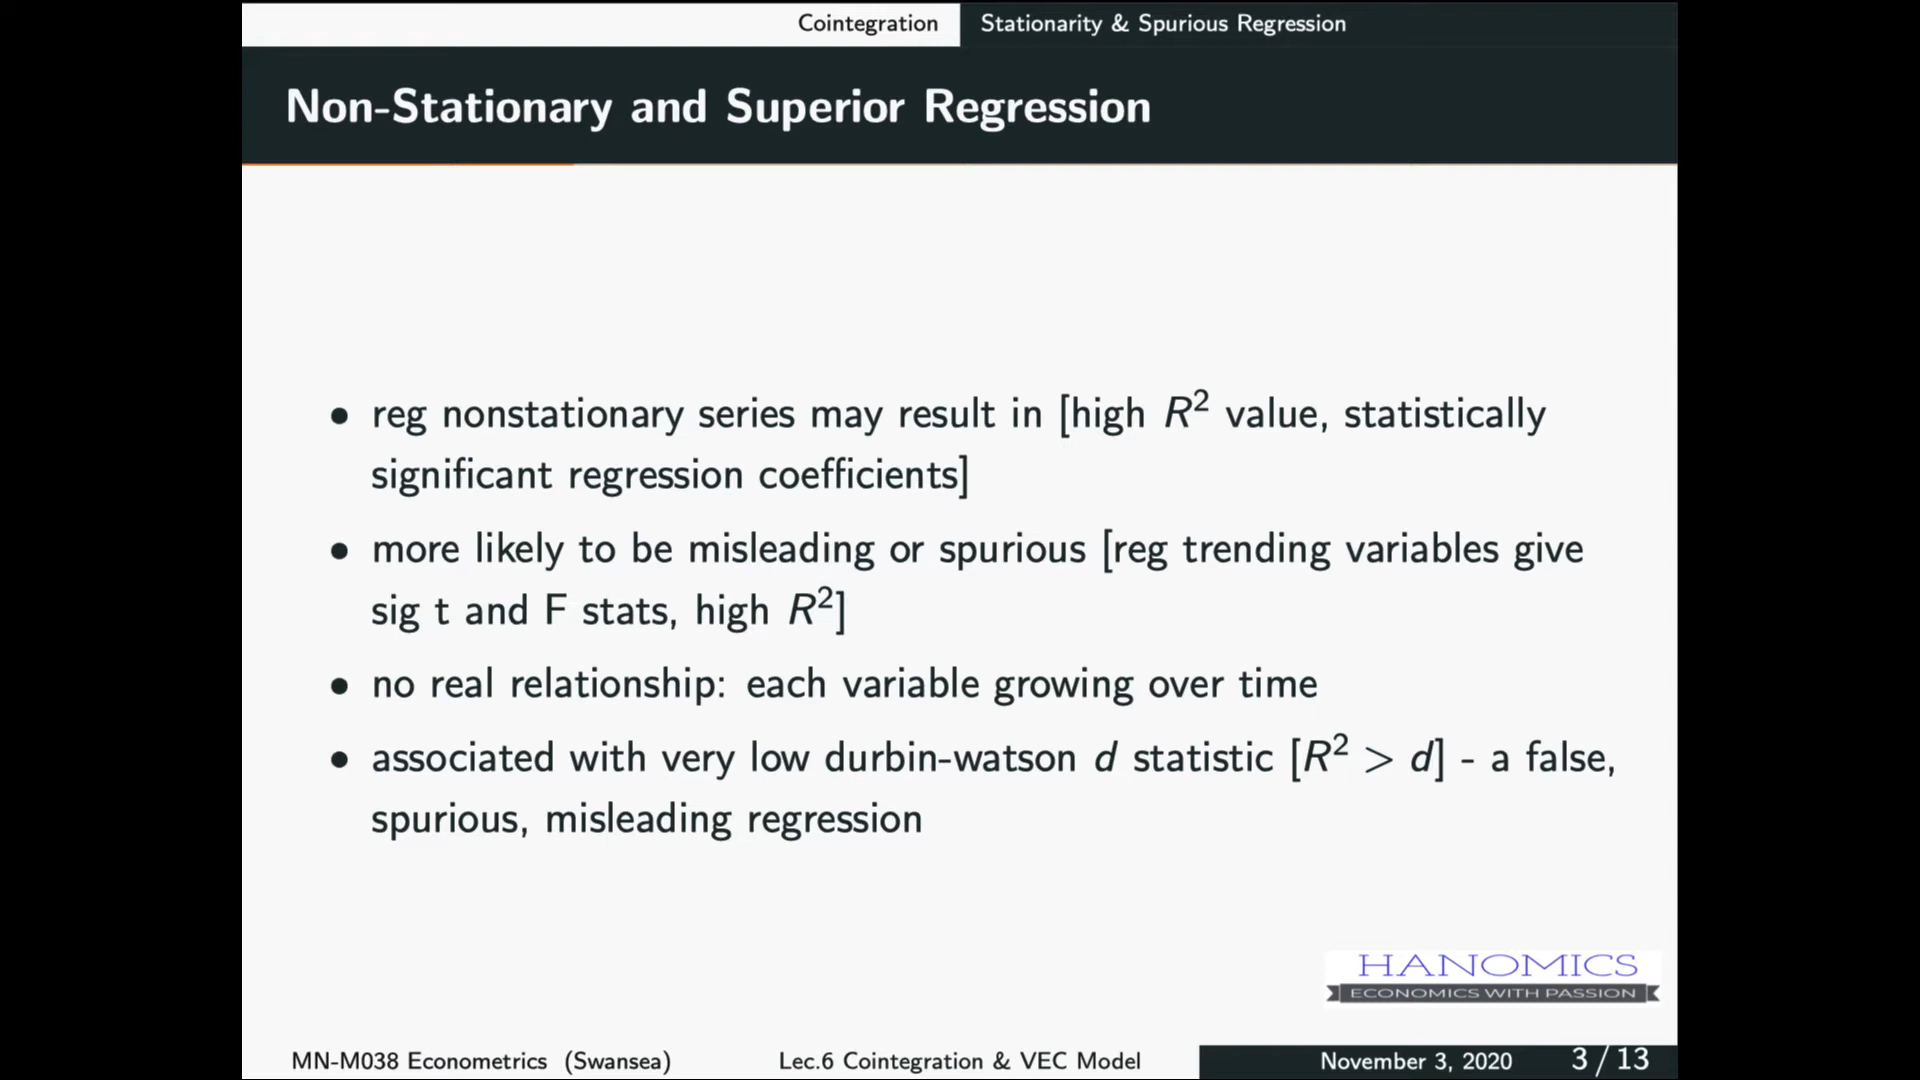 Cointegration Stationarity & Spurious Regression
Non-Stationary and Superior Regression
• reg nonstationary series may result in [high R² value, statistically
significant regression coefficients]
• more likely to be misleading or spurious [reg trending variables give
sig t and F stats, high R²]
• no real relationship: each variable growing over time
• associated with very low durbin-watson d statistic [R² > d] - a false,
spurious, misleading regression
HANOMICS
ECONOMICS WITH PASSION
MN-M038 Econometrics (Swansea) Lec.6 Cointegration & VEC Model November 3, 2020 3 / 13